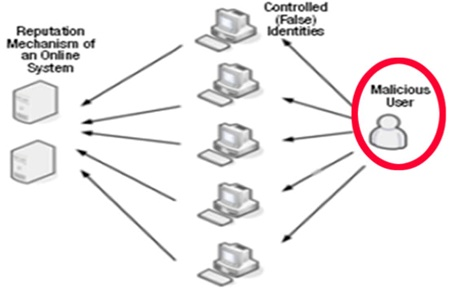 Reputation
Mechanism of
an Online
System
Controlled
(False)
Identities
Malicious
User